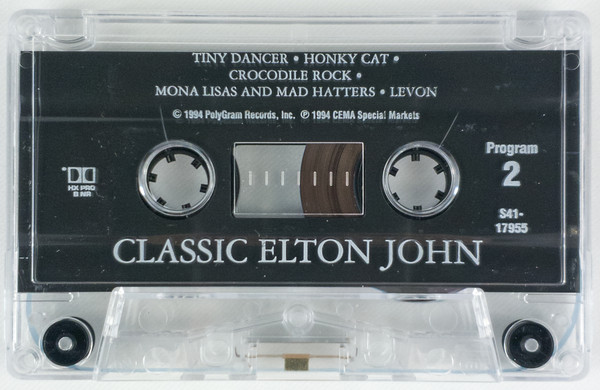 TINY DANCER • HONKY CAT •
CROCODILE ROCK •
MONA LISAS AND MAD HATTERS • LEVON
© 1994 PolyGram Records, Inc. ℗ 1994 CEMA Special Markets
Program
2
HX PRO
B NR
S41-
17955
CLASSIC ELTON JOHN